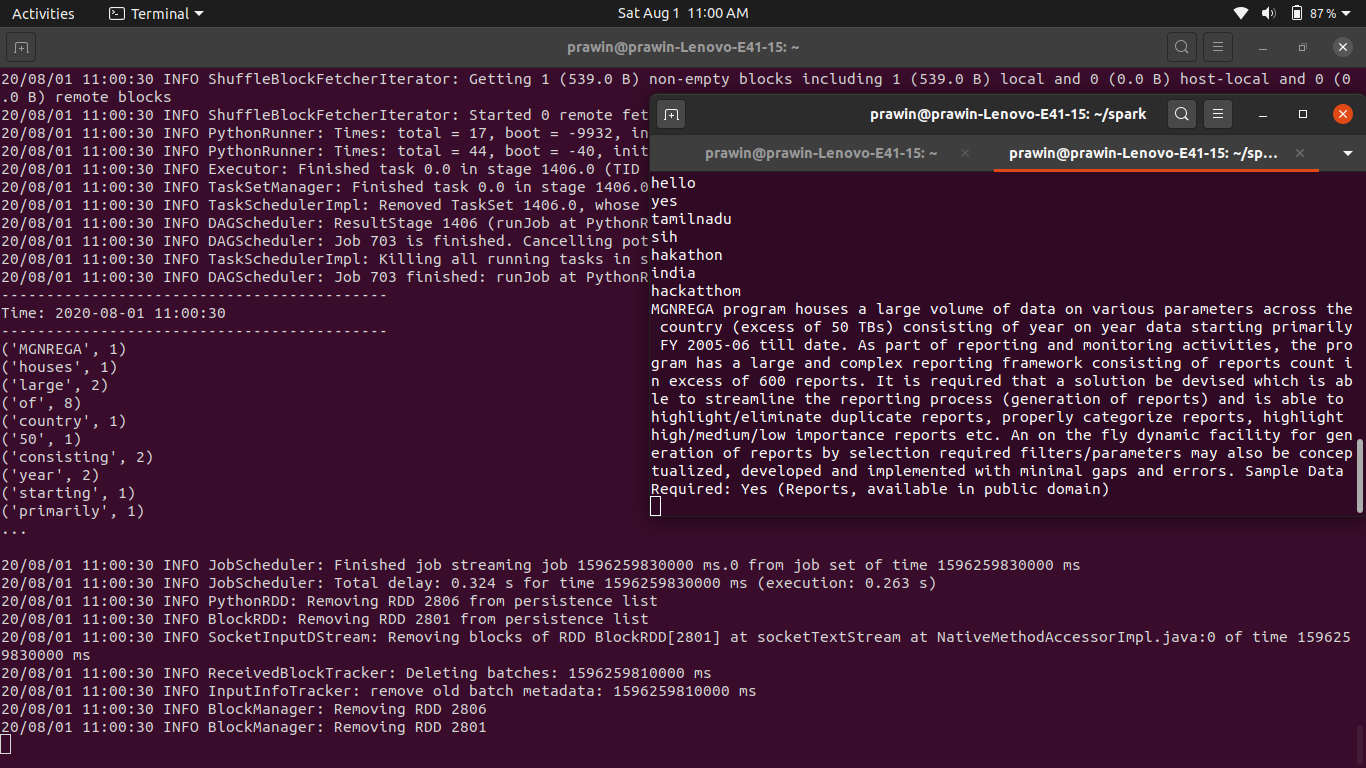 Activities Terminal Sat Aug 1 11:00 AM 87%
prawin@prawin-Lenovo-E41-15: ~
20/08/01 11:00:30 INFO ShuffleBlockFetcherIterator: Getting 1 (539.0 B) non-empty blocks including 1 (539.0 B) local and 0 (0.0 B) host-local and 0 (0
.0 B) remote blocks
20/08/01 11:00:30 INFO ShuffleBlockFetcherIterator: Started 0 remote fet
20/08/01 11:00:30 INFO PythonRunner: Times: total = 17, boot = -9932, in
20/08/01 11:00:30 INFO PythonRunner: Times: total = 44, boot = -40, init
20/08/01 11:00:30 INFO Executor: Finished task 0.0 in stage 1406.0 (TID
20/08/01 11:00:30 INFO TaskSetManager: Finished task 0.0 in stage 1406.0
20/08/01 11:00:30 INFO TaskSchedulerImpl: Removed TaskSet 1406.0, whose
20/08/01 11:00:30 INFO DAGScheduler: ResultStage 1406 (runJob at PythonR
20/08/01 11:00:30 INFO DAGScheduler: Job 703 is finished. Cancelling pot
20/08/01 11:00:30 INFO TaskSchedulerImpl: Killing all running tasks in s
20/08/01 11:00:30 INFO DAGScheduler: Job 703 finished: runJob at PythonR
-------------------------------------------
Time: 2020-08-01 11:00:30
-------------------------------------------
('MGNREGA', 1)
('houses', 1)
('large', 2)
('of', 8)
('country', 1)
('50', 1)
('consisting', 2)
('year', 2)
('starting', 1)
('primarily', 1)
...
20/08/01 11:00:30 INFO JobScheduler: Finished job streaming job 1596259830000 ms.0 from job set of time 1596259830000 ms
20/08/01 11:00:30 INFO JobScheduler: Total delay: 0.324 s for time 1596259830000 ms (execution: 0.263 s)
20/08/01 11:00:30 INFO PythonRDD: Removing RDD 2806 from persistence list
20/08/01 11:00:30 INFO BlockRDD: Removing RDD 2801 from persistence list
20/08/01 11:00:30 INFO SocketInputDStream: Removing blocks of RDD BlockRDD[2801] at socketTextStream at NativeMethodAccessorImpl.java:0 of time 159625
9830000 ms
20/08/01 11:00:30 INFO ReceivedBlockTracker: Deleting batches: 1596259810000 ms
20/08/01 11:00:30 INFO InputInfoTracker: remove old batch metadata: 1596259810000 ms
20/08/01 11:00:30 INFO BlockManager: Removing RDD 2806
20/08/01 11:00:30 INFO BlockManager: Removing RDD 2801
prawin@prawin-Lenovo-E41-15: ~/spark
prawin@prawin-Lenovo-E41-15: ~ prawin@prawin-Lenovo-E41-15: ~/sp...
hello
yes
tamilnadu
sih
hakathon
india
hackatthom
MGNREGA program houses a large volume of data on various parameters across the
 country (excess of 50 TBs) consisting of year on year data starting primarily
 FY 2005-06 till date. As part of reporting and monitoring activities, the pro
gram has a large and complex reporting framework consisting of reports count i
n excess of 600 reports. It is required that a solution be devised which is ab
le to streamline the reporting process (generation of reports) and is able to
highlight/eliminate duplicate reports, properly categorize reports, highlight
high/medium/low importance reports etc. An on the fly dynamic facility for gen
eration of reports by selection required filters/parameters may also be concep
tualized, developed and implemented with minimal gaps and errors. Sample Data
Required: Yes (Reports, available in public domain)